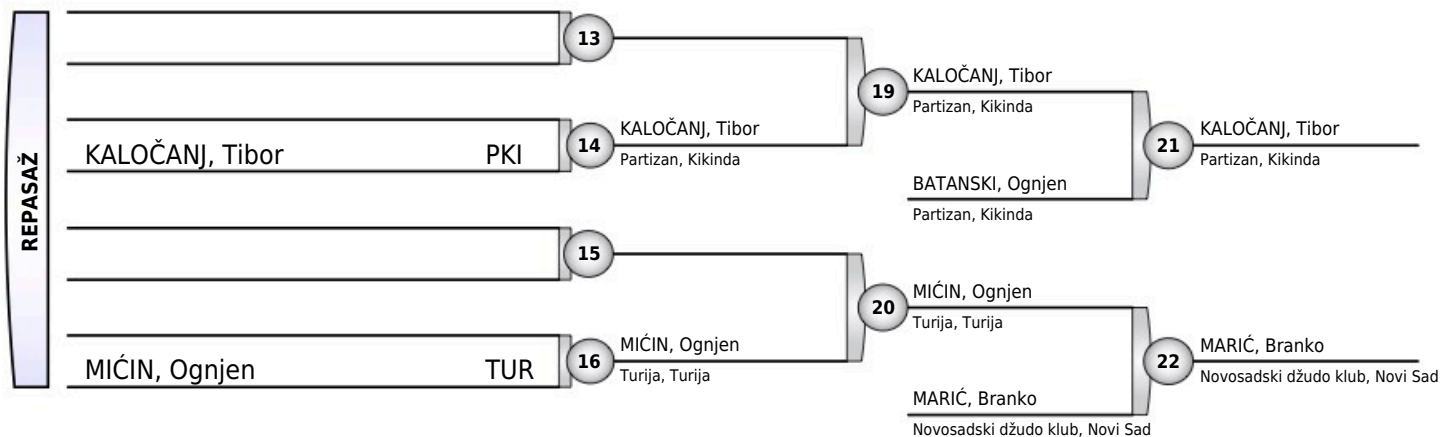 REPASAŽ
13
KALOČANJ, Tibor PKI
14
KALOČANJ, Tibor
Partizan, Kikinda
19
KALOČANJ, Tibor
Partizan, Kikinda
BATANSKI, Ognjen
Partizan, Kikinda
21
KALOČANJ, Tibor
Partizan, Kikinda
15
MIĆIN, Ognjen TUR
16
MIĆIN, Ognjen
Turija, Turija
20
MIĆIN, Ognjen
Turija, Turija
MARIĆ, Branko
Novosadski džudo klub, Novi Sad
22
MARIĆ, Branko
Novosadski džudo klub, Novi Sad